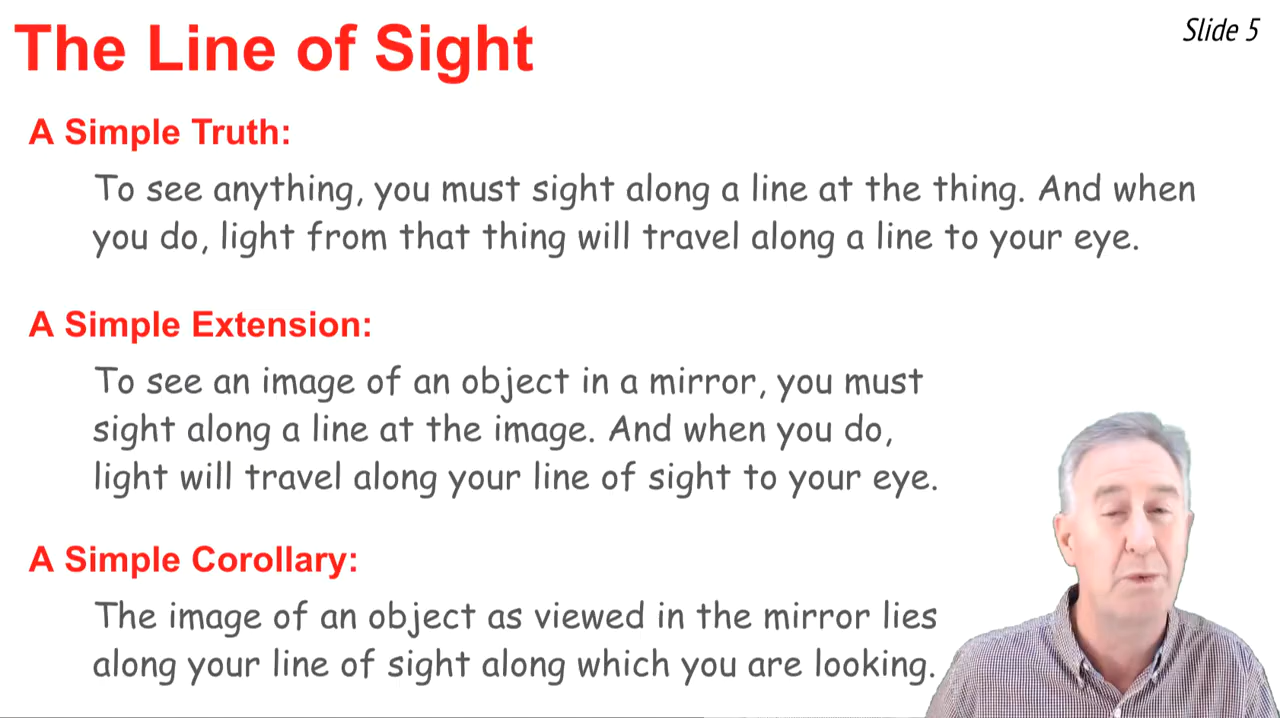 The Line of Sight
Slide 5
A Simple Truth:
To see anything, you must sight along a line at the thing. And when
you do, light from that thing will travel along a line to your eye.
A Simple Extension:
To see an image of an object in a mirror, you must
sight along a line at the image. And when you do,
light will travel along your line of sight to your eye.
A Simple Corollary:
The image of an object as viewed in the mirror lies
along your line of sight along which you are looking.